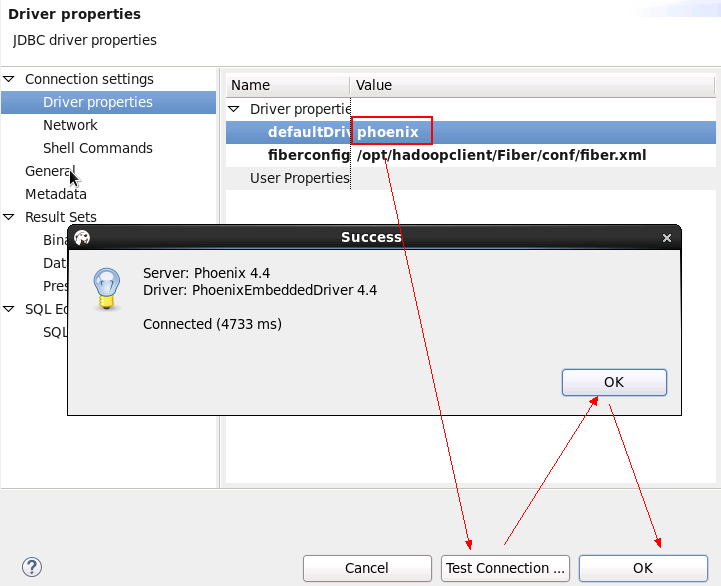 Driver properties
JDBC driver properties
Connection settings
Driver properties
Network
Shell Commands
General
Metadata
Result Sets
Bina
Dat
Pres
SQL Ed
SQL
Name Value
Driver propertie
defaultDriv phoenix
fiberconfig /opt/hadoopclient/Fiber/conf/fiber.xml
User Properties
Success
Server: Phoenix 4.4
Driver: PhoenixEmbeddedDriver 4.4
Connected (4733 ms)
OK
Cancel Test Connection ... OK